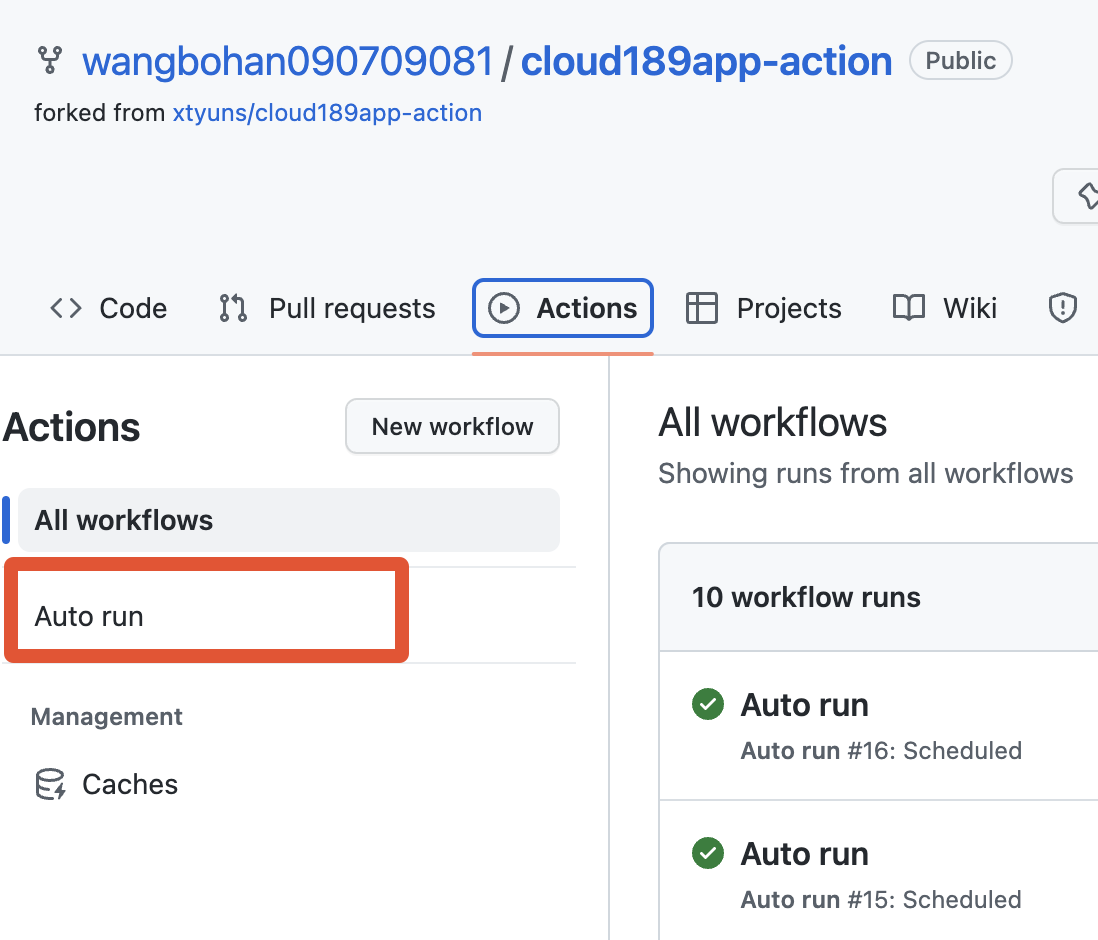 wangbohan090709081 / cloud189app-action Public
forked from xtyuns/cloud189app-action
Code Pull requests Actions Projects Wiki
Actions
New workflow
All workflows
Auto run
Management
Caches
All workflows
Showing runs from all workflows
10 workflow runs
Auto run
Auto run #16: Scheduled
Auto run
Auto run #15: Scheduled